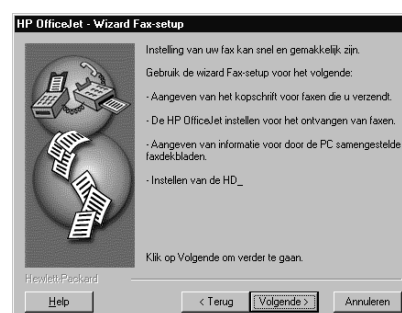 HP OfficeJet - Wizard Fax-setup
Instelling van uw fax kan snel en gemakkelijk zijn.
Gebruik de wizard Fax-setup voor het volgende:
- Aangeven van het kopschrift voor faxen die u verzendt.
- De HP OfficeJet instellen voor het ontvangen van faxen.
- Aangeven van informatie voor door de PC samengestelde
faxdekbladen.
- Instellen van de HD_
Klik op Volgende om verder te gaan.
Hewlett-Packard
Help
< Terug
Volgende >
Annuleren